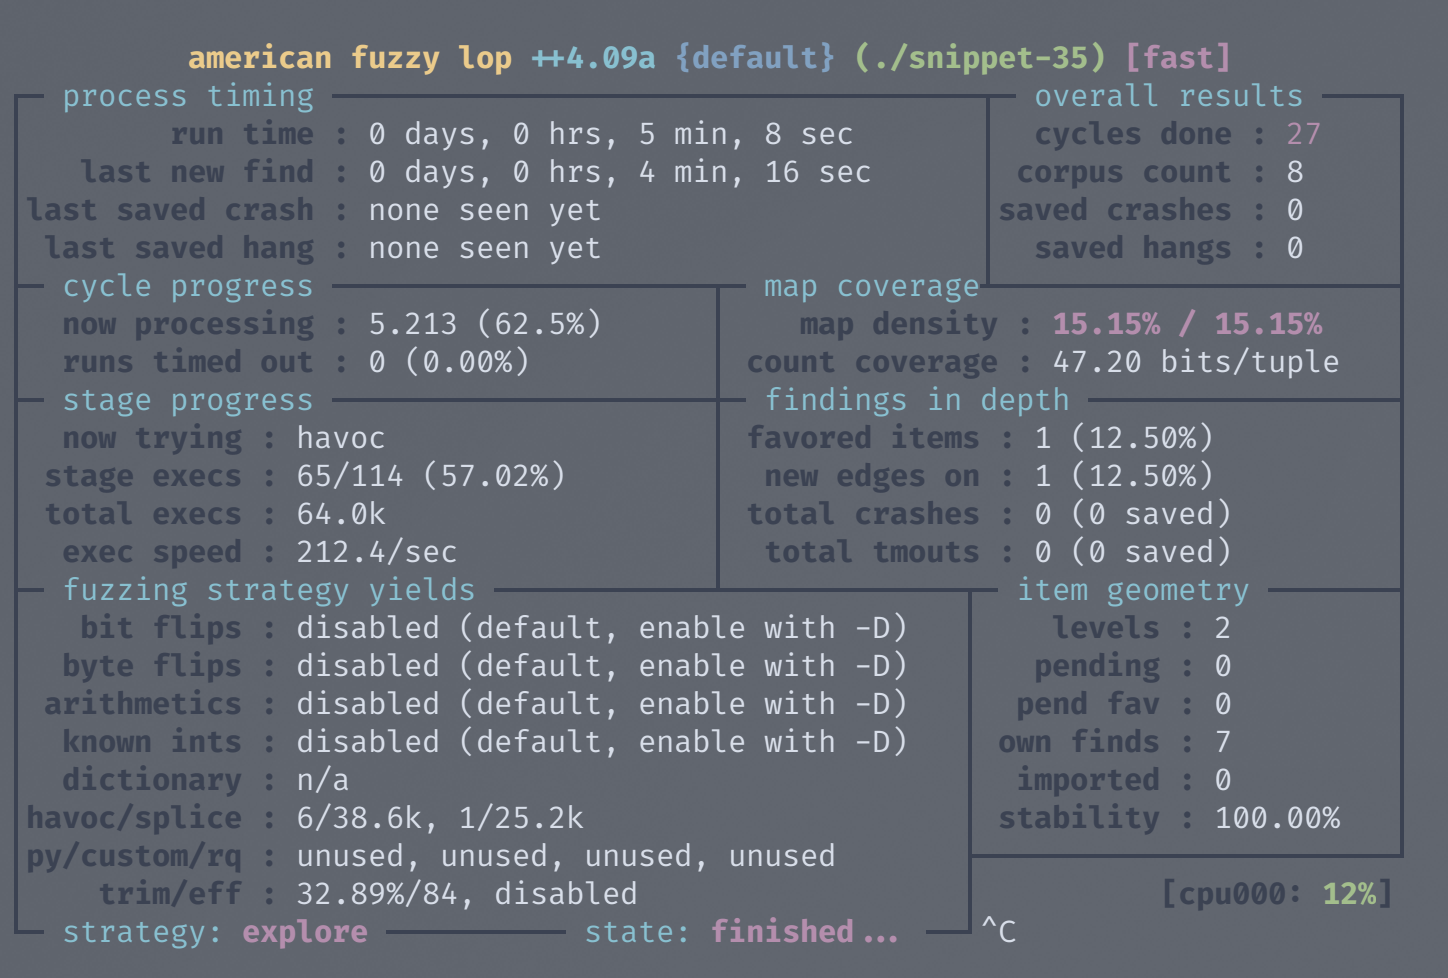 american fuzzy lop ++4.09a {default} (./snippet-35) [fast]
process timing overall results
run time : 0 days, 0 hrs, 5 min, 8 sec cycles done : 27
last new find : 0 days, 0 hrs, 4 min, 16 sec corpus count : 8
last saved crash : none seen yet saved crashes : 0
last saved hang : none seen yet saved hangs : 0
cycle progress map coverage
now processing : 5.213 (62.5%) map density : 15.15% / 15.15%
runs timed out : 0 (0.00%) count coverage : 47.20 bits/tuple
stage progress findings in depth
now trying : havoc favored items : 1 (12.50%)
stage execs : 65/114 (57.02%) new edges on : 1 (12.50%)
total execs : 64.0k total crashes : 0 (0 saved)
exec speed : 212.4/sec total tmouts : 0 (0 saved)
fuzzing strategy yields item geometry
bit flips : disabled (default, enable with -D) levels : 2
byte flips : disabled (default, enable with -D) pending : 0
arithmetics : disabled (default, enable with -D) pend fav : 0
known ints : disabled (default, enable with -D) own finds : 7
dictionary : n/a imported : 0
havoc/splice : 6/38.6k, 1/25.2k stability : 100.00%
py/custom/rq : unused, unused, unused, unused
trim/eff : 32.89%/84, disabled [cpu000: 12%]
strategy: explore state: finished... ^C